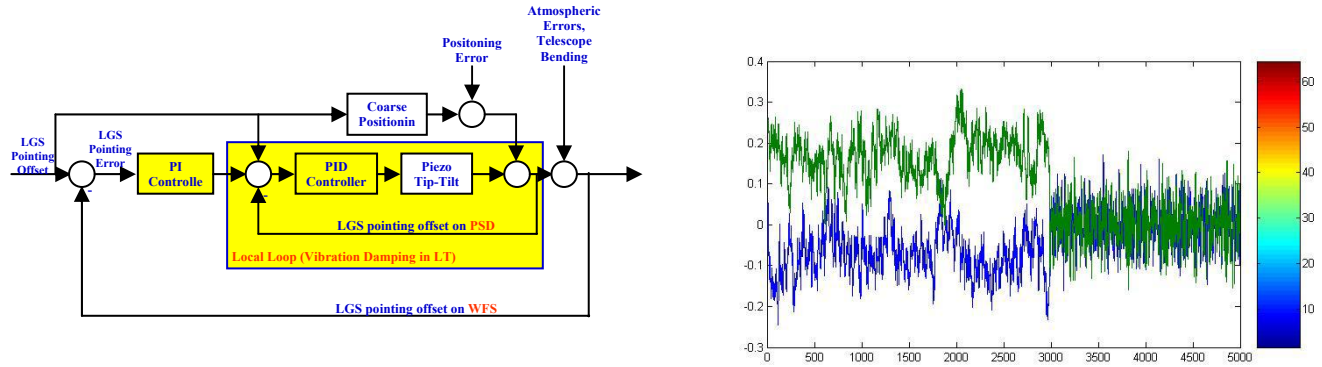 Atmospheric
Errors,
Telescope
Bending
Positoning
Error
Coarse
Positionin
LGS
Pointing
Offset
LGS
Pointing
Error
PI
Controlle
PID
Controller
Piezo
Tip-Tilt
-
-
LGS pointing offset on PSD
Local Loop (Vibration Damping in LT)
LGS pointing offset on WFS
0.4
0.3
0.2
0.1
0
-0.1
-0.2
-0.3
0 500 1000 1500 2000 2500 3000 3500 4000 4500 5000
60
50
40
30
20
10